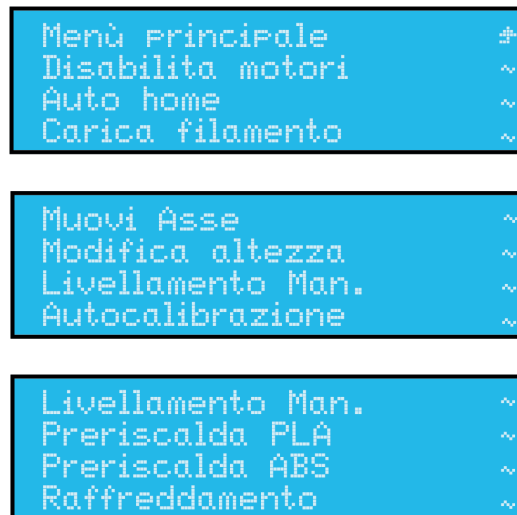 Menù principale
Disabilita motori ~
Auto home ~
Carica filamento ~
Muovi Asse ~
Modifica altezza ~
Livellamento Man. ~
Autocalibrazione ~
Livellamento Man. ~
Preriscalda PLA ~
Preriscalda ABS ~
Raffreddamento ~